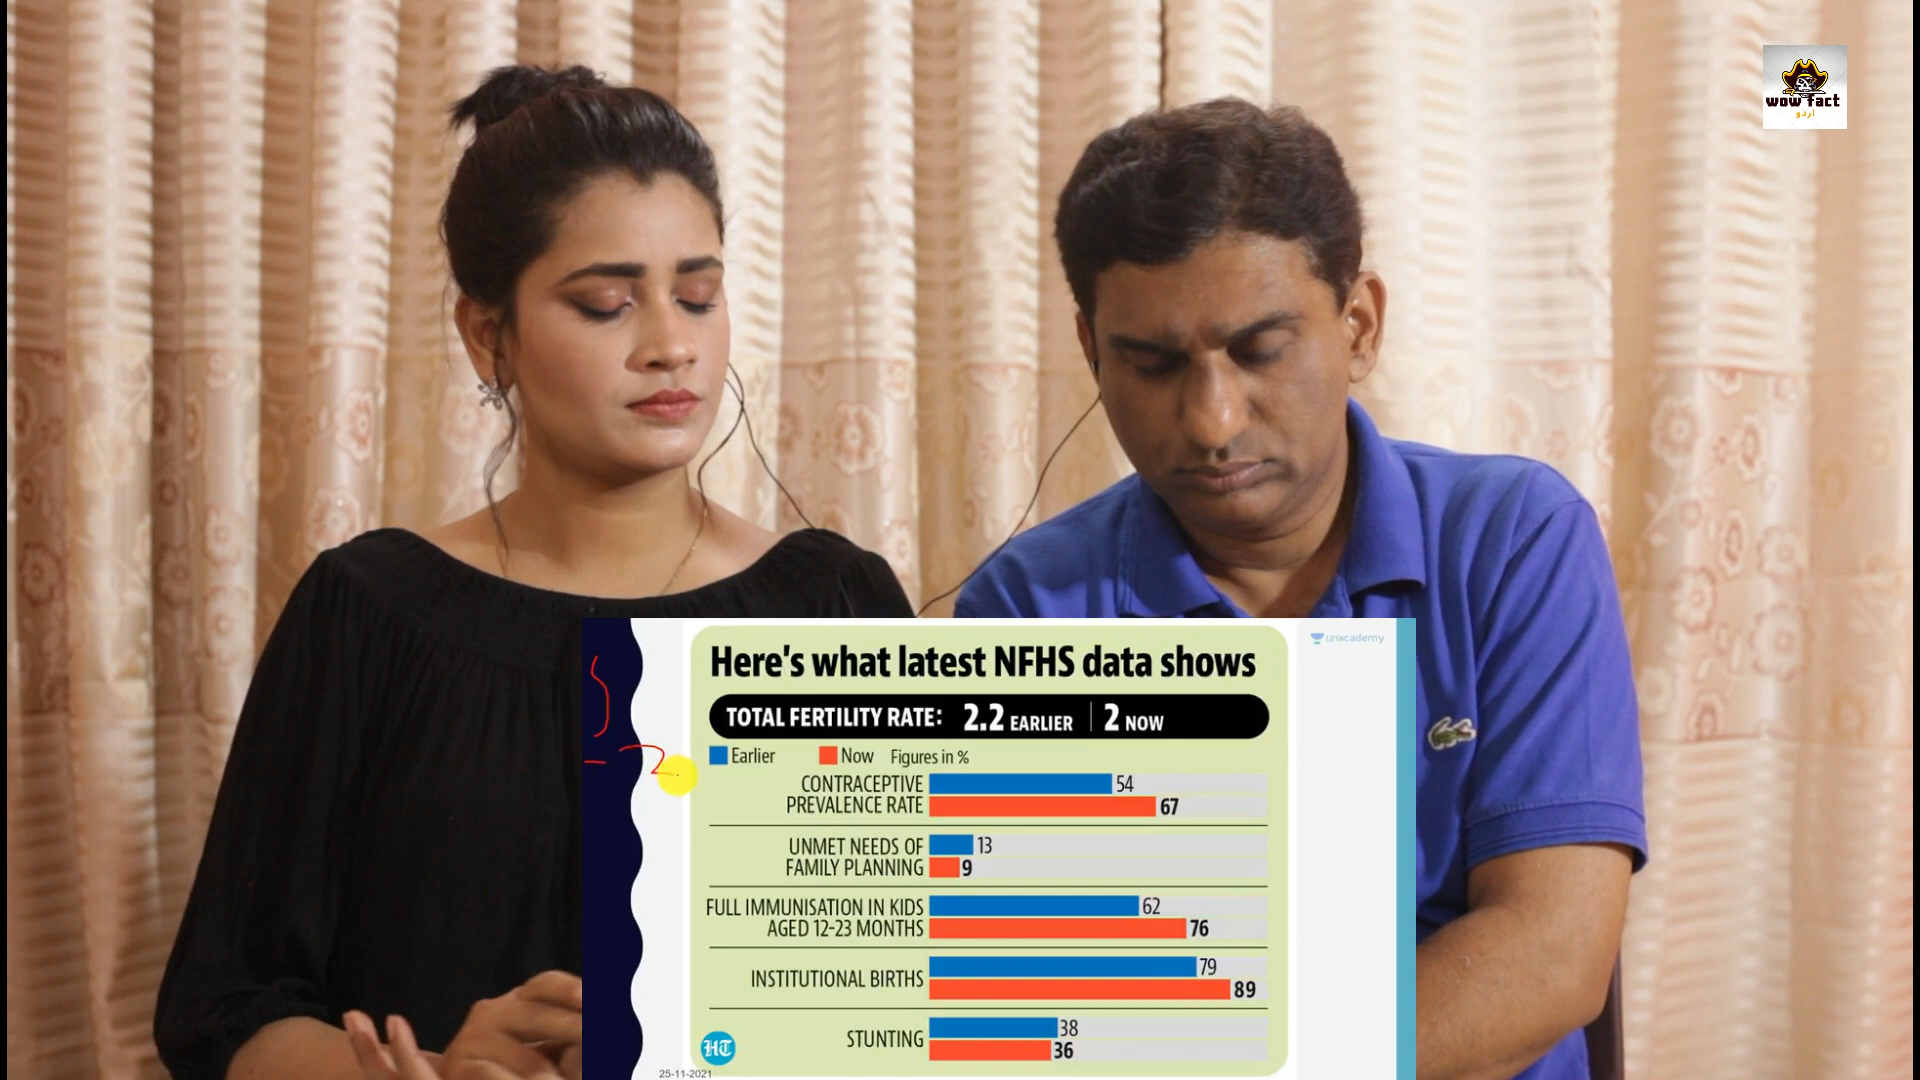 wow fact
اردو
unacademy
Here's what latest NFHS data shows
TOTAL FERTILITY RATE: 2.2 EARLIER | 2 NOW
Earlier Now Figures in %
CONTRACEPTIVE PREVALENCE RATE 54 67
UNMET NEEDS OF FAMILY PLANNING 13 9
FULL IMMUNISATION IN KIDS AGED 12-23 MONTHS 62 76
INSTITUTIONAL BIRTHS 79 89
STUNTING 38 36
HT
25-11-2021